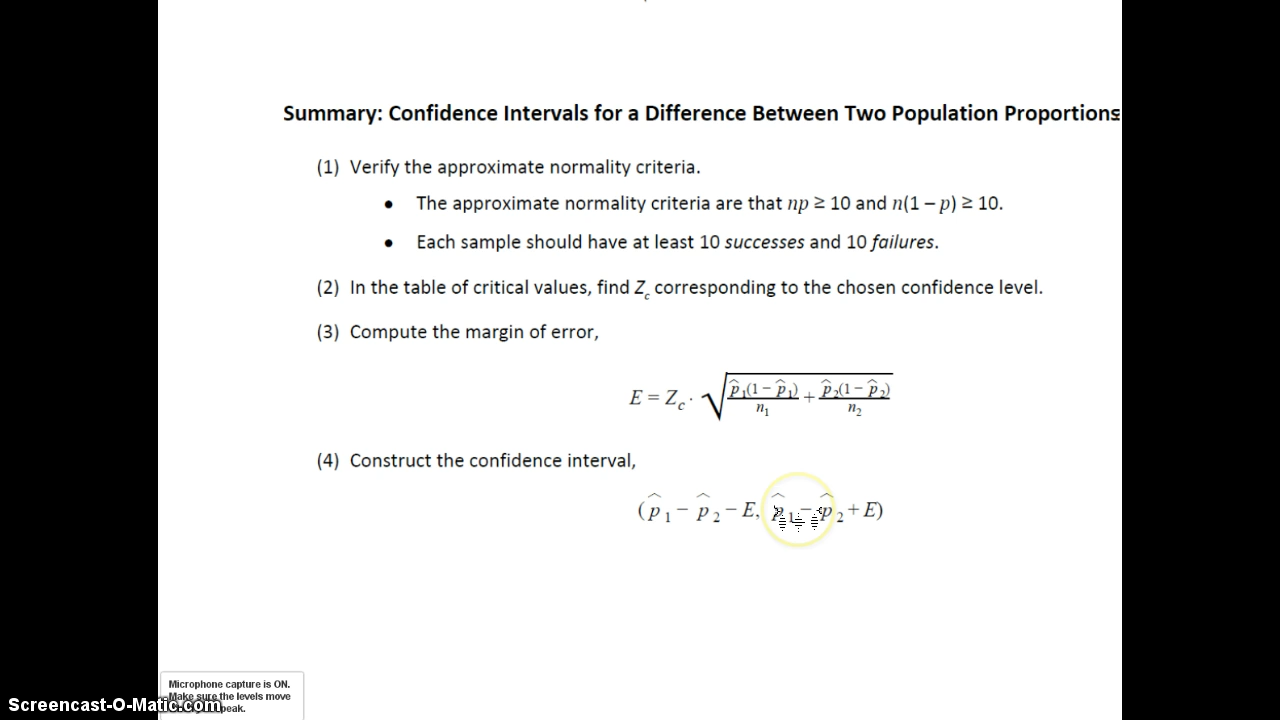 Summary: Confidence Intervals for a Difference Between Two Population Proportions
(1) Verify the approximate normality criteria.
• The approximate normality criteria are that np ≥ 10 and n(1 – p) ≥ 10.
• Each sample should have at least 10 successes and 10 failures.
(2) In the table of critical values, find Z_c corresponding to the chosen confidence level.
(3) Compute the margin of error,
E = Z_c · √( p̂₁(1 − p̂₁)/n₁ + p̂₂(1 − p̂₂)/n₂ )
(4) Construct the confidence interval,
( p̂₁ − p̂₂ − E, p̂₁ − p̂₂ + E)
Microphone capture is ON.
Make sure the levels move
peak.
Screencast-O-Matic.com